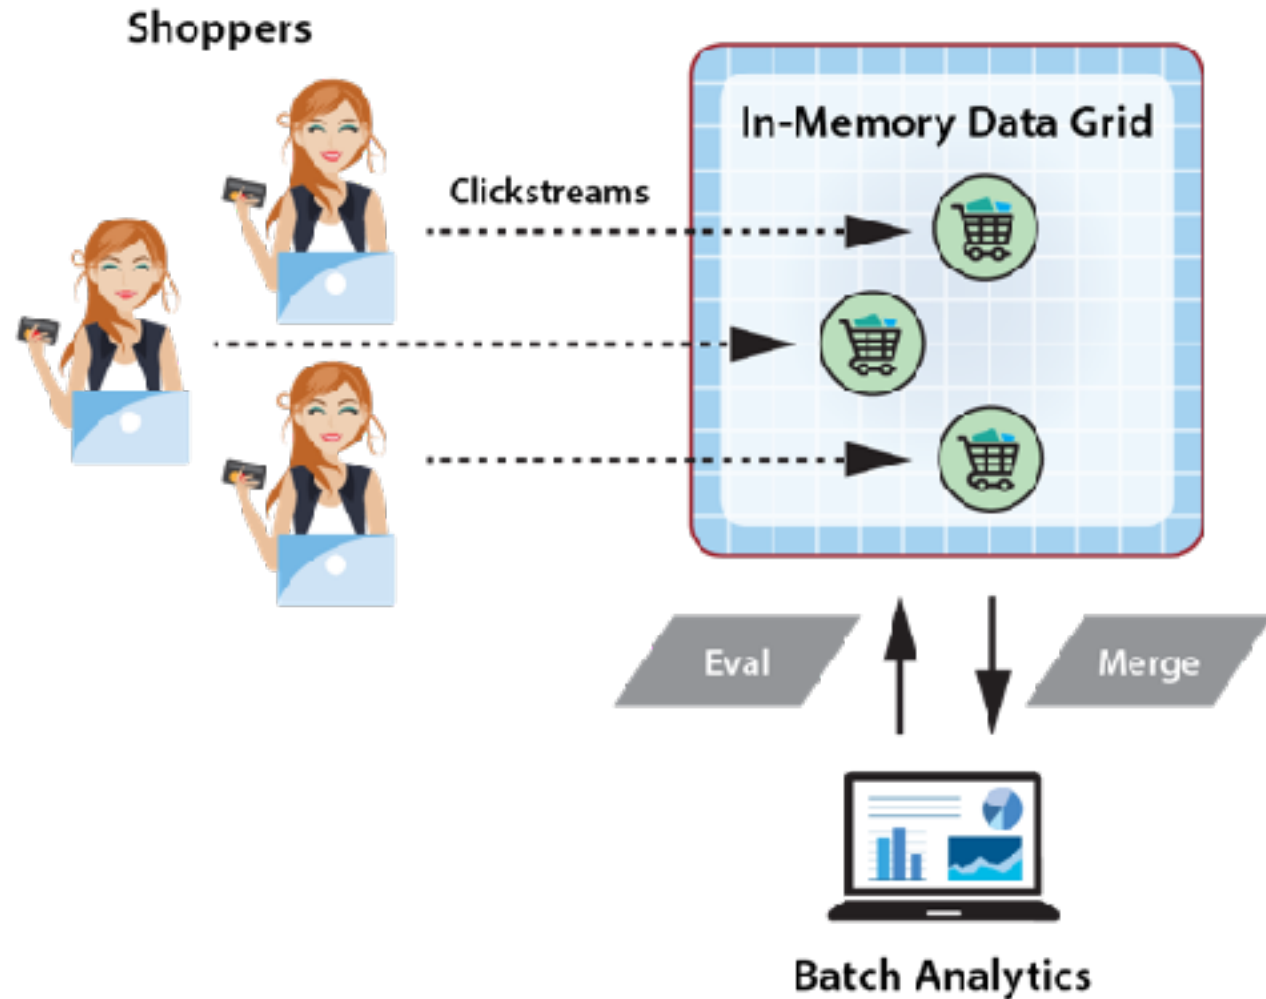 Shoppers
In-Memory Data Grid
Clickstreams
Eval
Merge
Batch Analytics